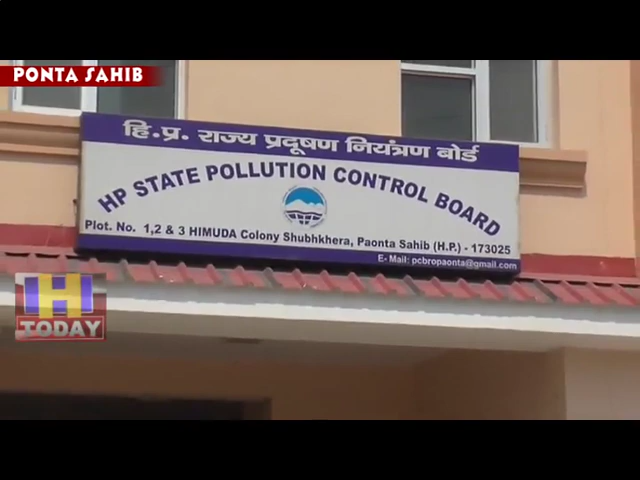 PONTA SAHIB
हि.प्र. राज्य प्रदूषण नियंत्रण बोर्ड
HP STATE POLLUTION CONTROL BOARD
Plot. No. 1,2 & 3 HIMUDA Colony Shubhkhera, Paonta Sahib (H.P.) - 173025
E- Mail: pcbropaonta@gmail.com
H
TODAY